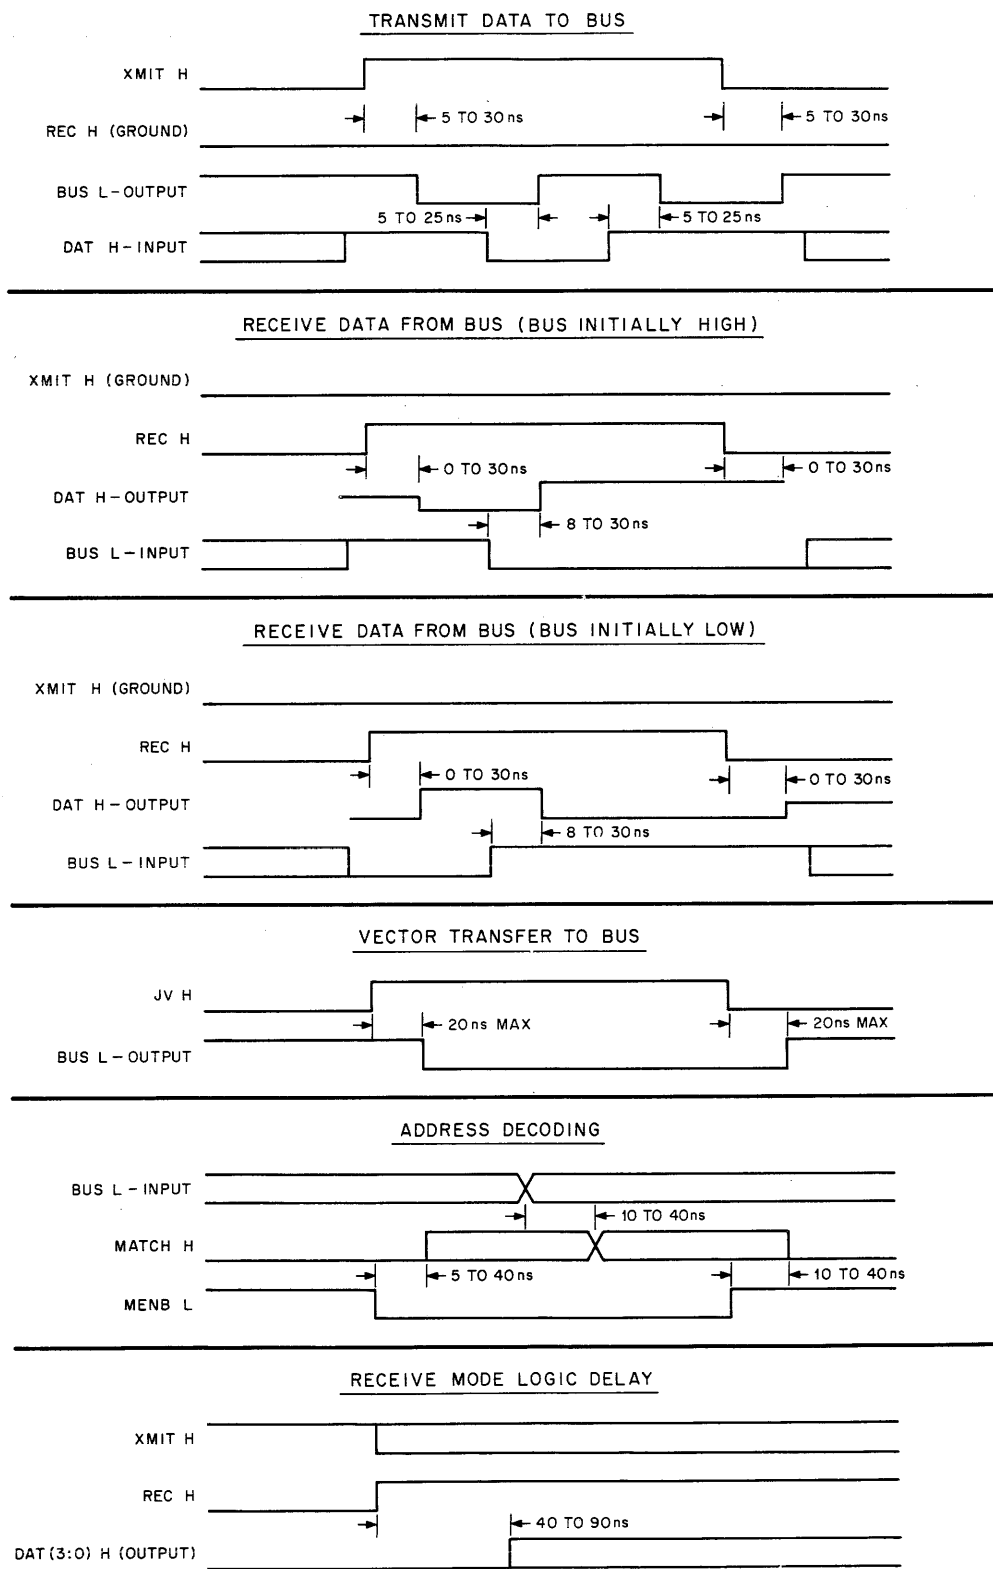 TRANSMIT DATA TO BUS
XMIT H
REC H (GROUND)
5 TO 30ns
5 TO 30ns
BUS L-OUTPUT
5 TO 25ns
5 TO 25ns
DAT H-INPUT
RECEIVE DATA FROM BUS (BUS INITIALLY HIGH)
XMIT H (GROUND)
REC H
0 TO 30ns
0 TO 30ns
DAT H-OUTPUT
8 TO 30ns
BUS L-INPUT
RECEIVE DATA FROM BUS (BUS INITIALLY LOW)
XMIT H (GROUND)
REC H
0 TO 30ns
0 TO 30ns
DAT H-OUTPUT
8 TO 30ns
BUS L-INPUT
VECTOR TRANSFER TO BUS
JV H
20ns MAX
20ns MAX
BUS L-OUTPUT
ADDRESS DECODING
BUS L-INPUT
10 TO 40ns
MATCH H
5 TO 40ns
10 TO 40ns
MENB L
RECEIVE MODE LOGIC DELAY
XMIT H
REC H
40 TO 90ns
DAT (3:0) H (OUTPUT)